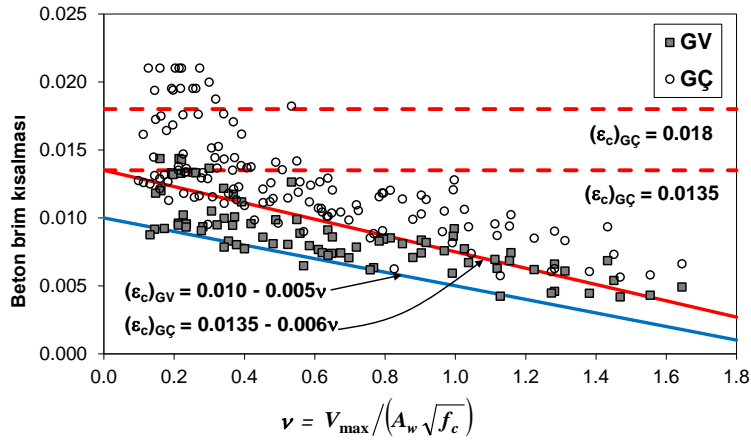 Beton brim kısalması
0.025
0.020
0.015
0.010
0.005
0.000
GV
GÇ
(εc)GÇ = 0.018
(εc)GÇ = 0.0135
(εc)GV = 0.010 - 0.005ν
(εc)GÇ = 0.0135 - 0.006ν
0.0 0.2 0.4 0.6 0.8 1.0 1.2 1.4 1.6 1.8
ν = Vmax/(Aw√fc)